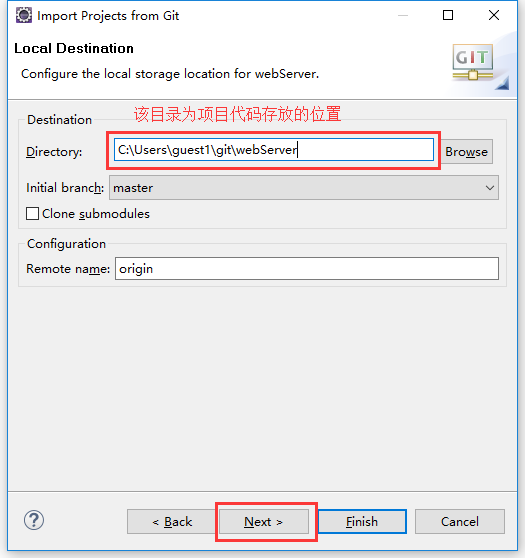 Import Projects from Git
Local Destination
Configure the local storage location for webServer.
GIT
该目录为项目代码存放的位置
Destination
Directory: C:\Users\guest1\git\webServer Browse
Initial branch: master
Clone submodules
Configuration
Remote name: origin
? < Back Next > Finish Cancel